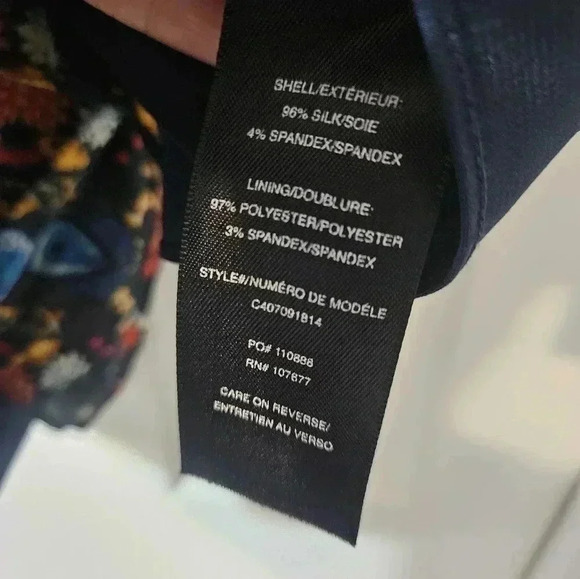 SHELL/EXTÉRIEUR:
96% SILK/SOIE
4% SPANDEX/SPANDEX
LINING/DOUBLURE:
97% POLYESTER/POLYESTER
3% SPANDEX/SPANDEX
STYLE#/NUMÉRO DE MODÉLE
C407091814
PO# 110888
RN# 107677
CARE ON REVERSE/
ENTRETIEN AU VERSO